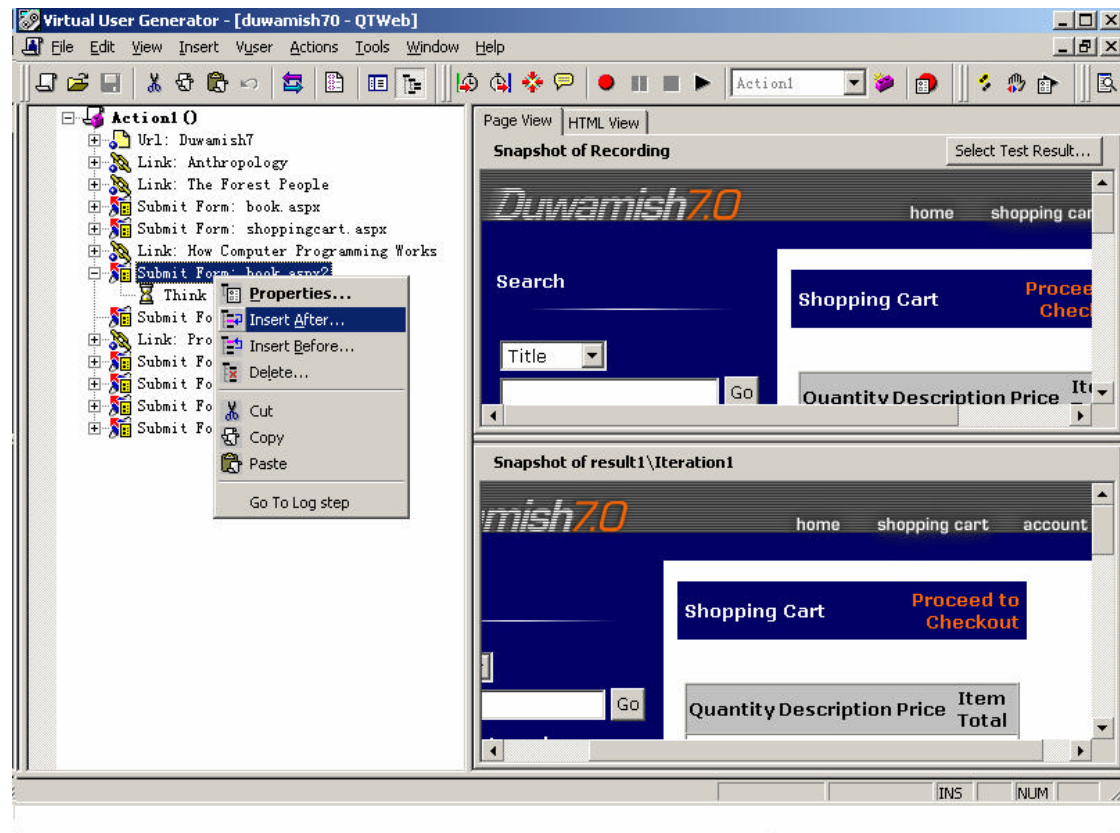 Virtual User Generator - [duwamish70 - QTWeb]
File Edit View Insert Vuser Actions Tools Window Help
Action1
Action1 ()
Url: Duwamish7
Link: Anthropology
Link: The Forest People
Submit Form: book.aspx
Submit Form: shoppingcart.aspx
Link: How Computer Programming Works
Submit Form: book.aspx2
Think
Submit Fo
Link: Pro
Submit Fo
Submit Fo
Submit Fo
Submit Fo
Properties...
Insert After...
Insert Before...
Delete...
Cut
Copy
Paste
Go To Log step
Page View HTML View
Snapshot of Recording Select Test Result...
Duwamish7.0
home shopping car
Search
Shopping Cart Procee
Chec
Title
Go
Quantity Description Price Ite
Snapshot of result1\Iteration1
mish7.0
home shopping cart account
Shopping Cart Proceed to
Checkout
Go
Quantity Description Price Item
Total
INS NUM